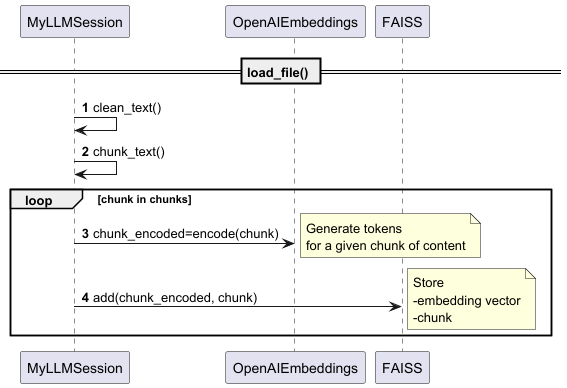 MyLLMSession OpenAIEmbeddings FAISS
load_file()
1 clean_text()
2 chunk_text()
loop [chunk in chunks]
3 chunk_encoded=encode(chunk)
Generate tokens
for a given chunk of content
4 add(chunk_encoded, chunk)
Store
-embedding vector
-chunk
MyLLMSession OpenAIEmbeddings FAISS